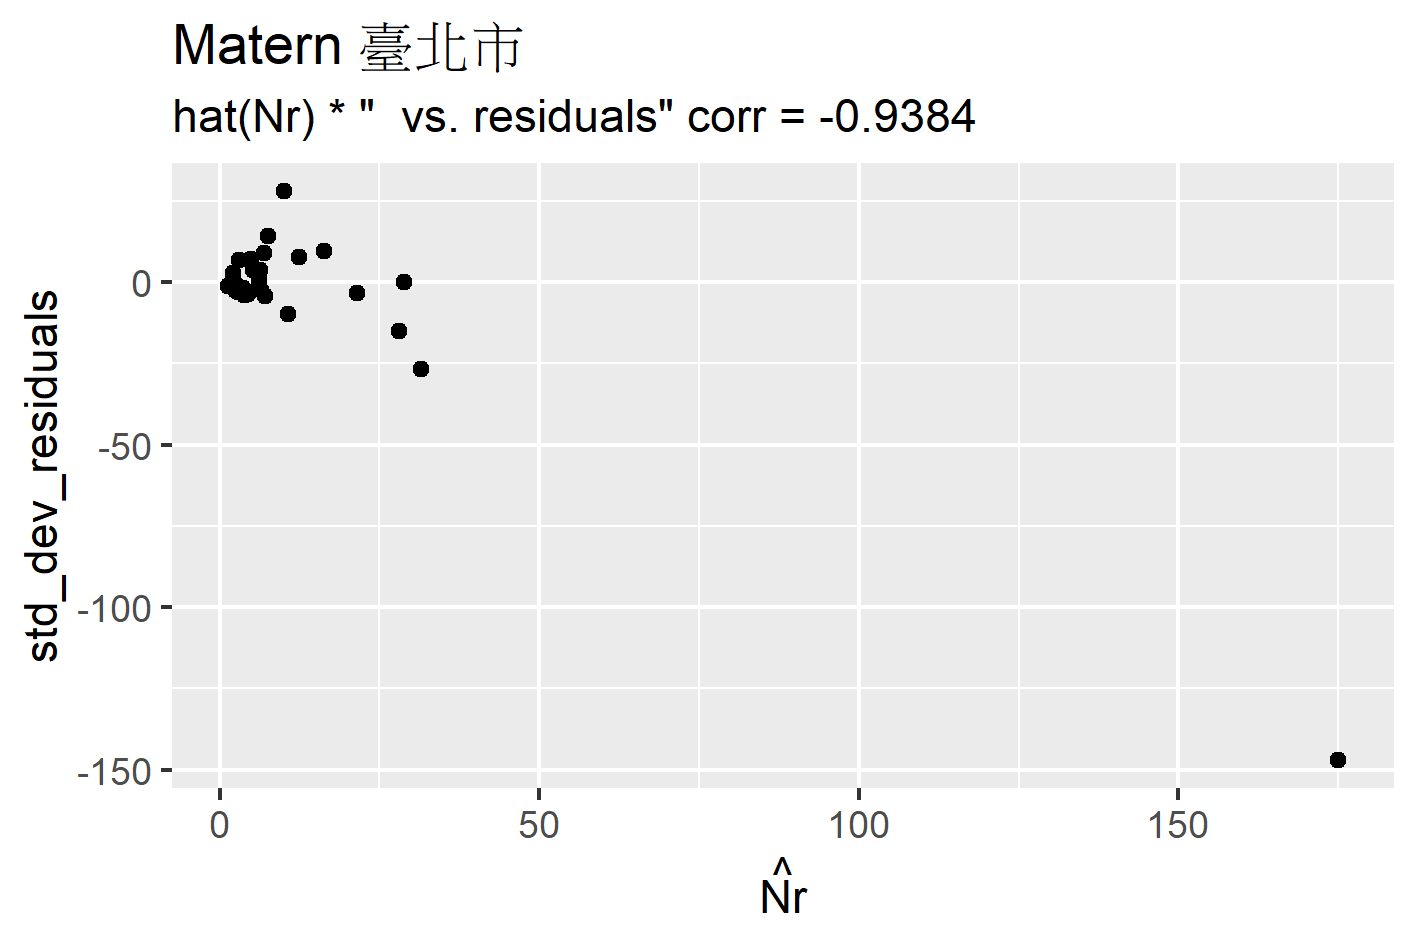 Matern 臺北市
hat(Nr) * "  vs. residuals" corr = -0.9384
std_dev_residuals
0
-50
-100
-150
0
50
100
150
N̂r